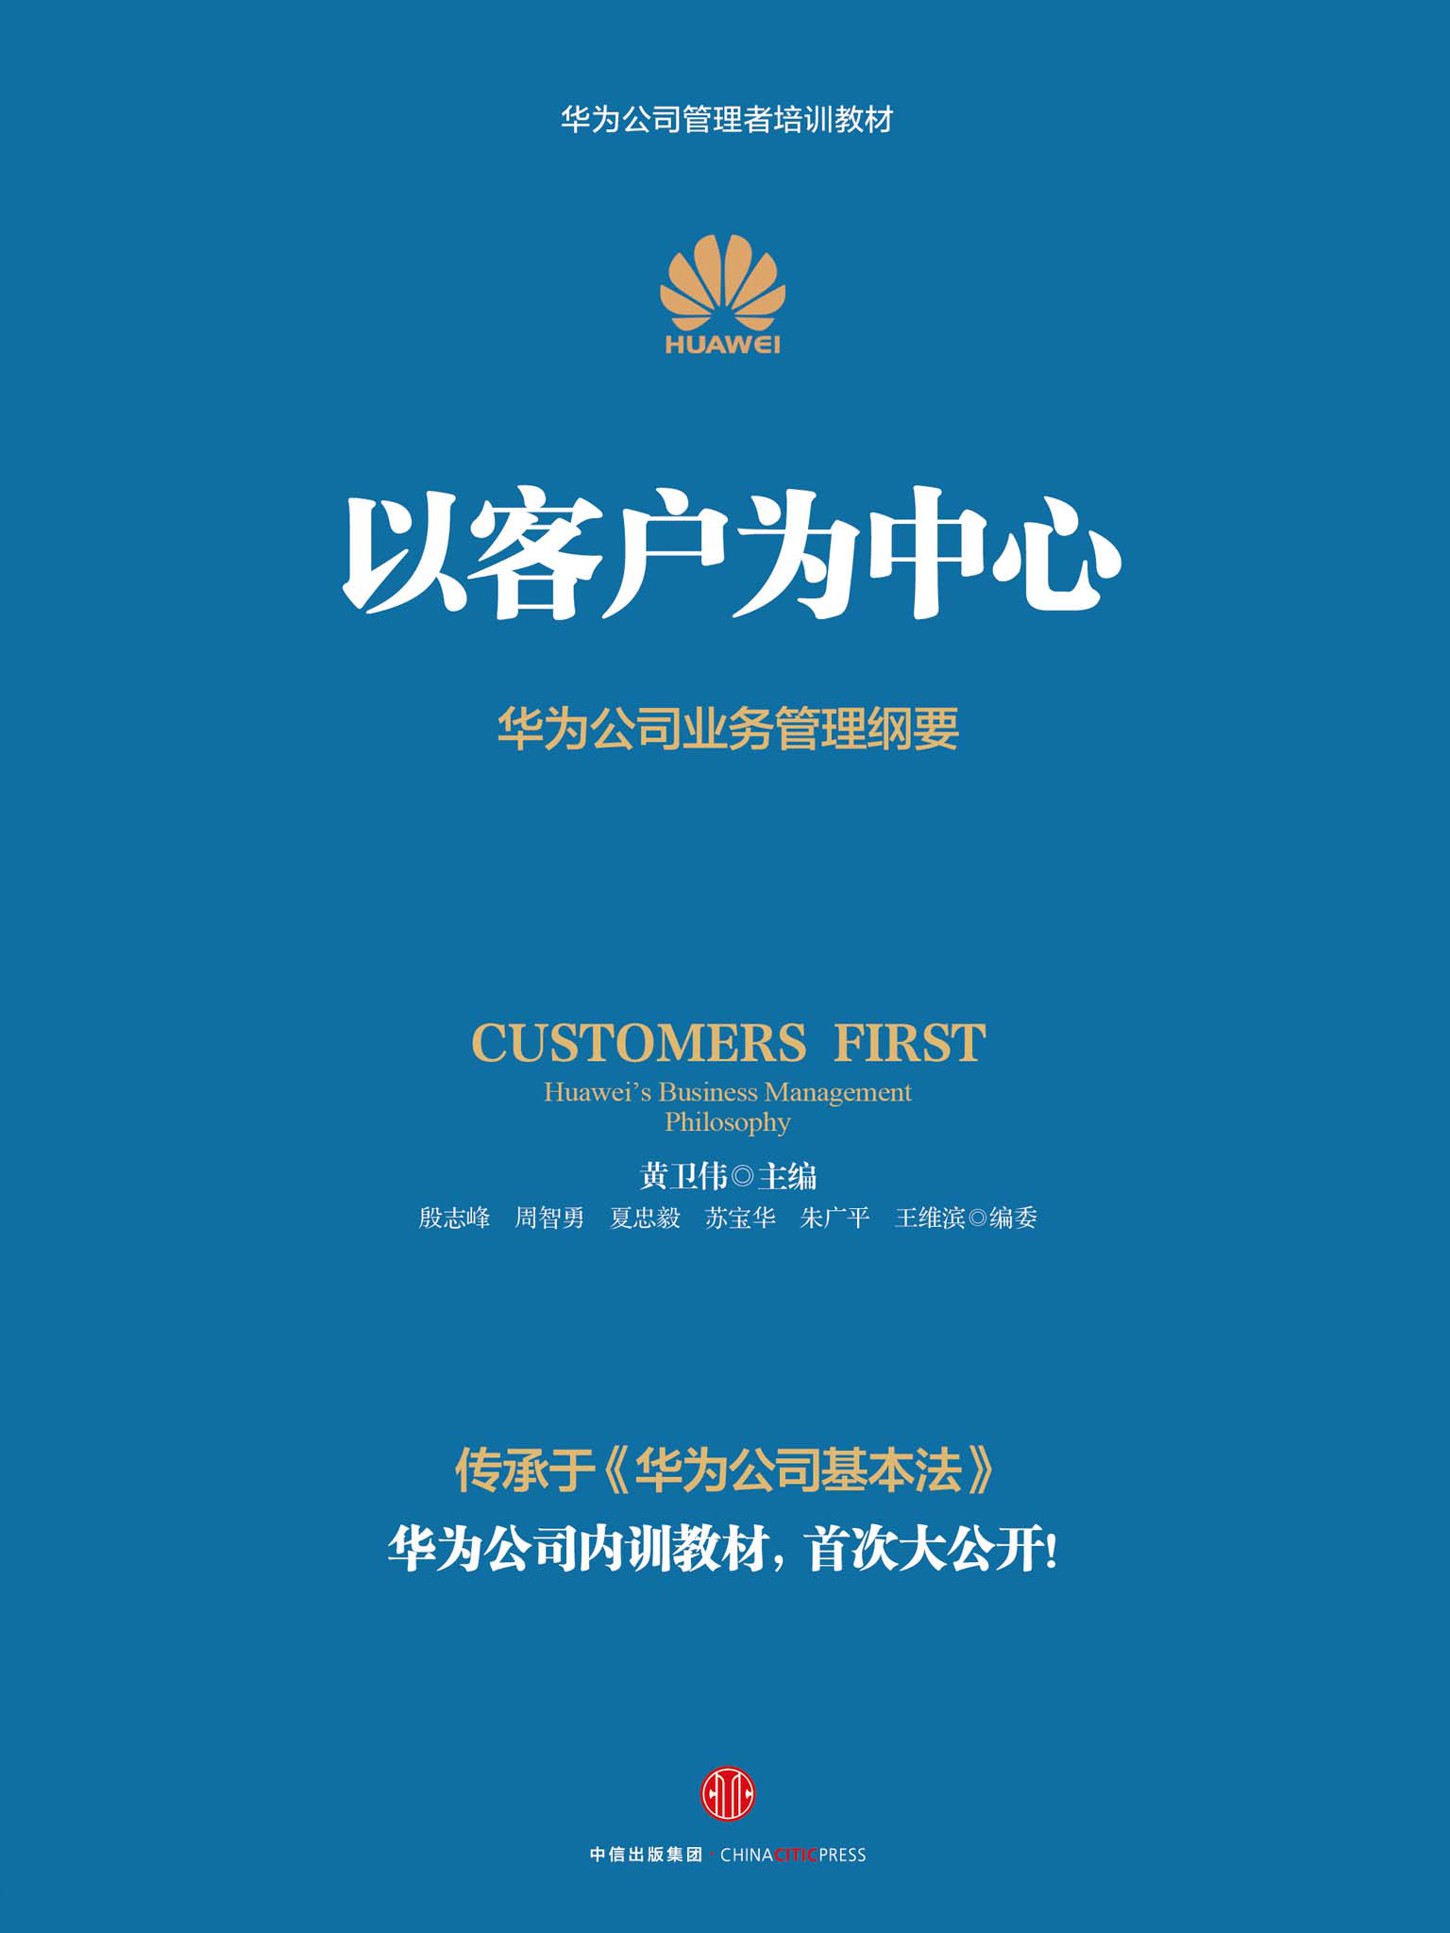 华为公司管理者培训教材
HUAWEI
以客户为中心
华为公司业务管理纲要
CUSTOMERS FIRST
Huawei’s Business Management
Philosophy
黄卫伟◎主编
殷志峰 周智勇 夏忠毅 苏宝华 朱广平 王维滨◎编委
传承于《华为公司基本法》
华为公司内训教材，首次大公开！
中信出版集团·CHINACITICPRESS